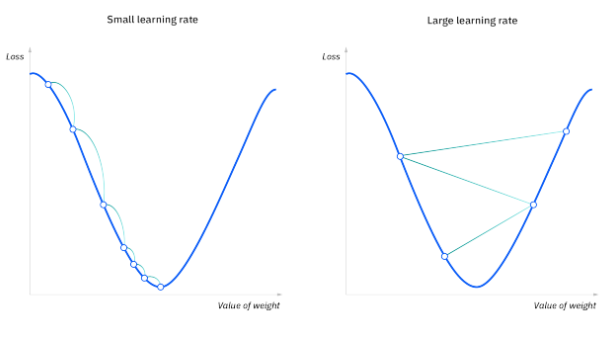 Small learning rate
Large learning rate
Loss
Loss
Value of weight
Value of weight